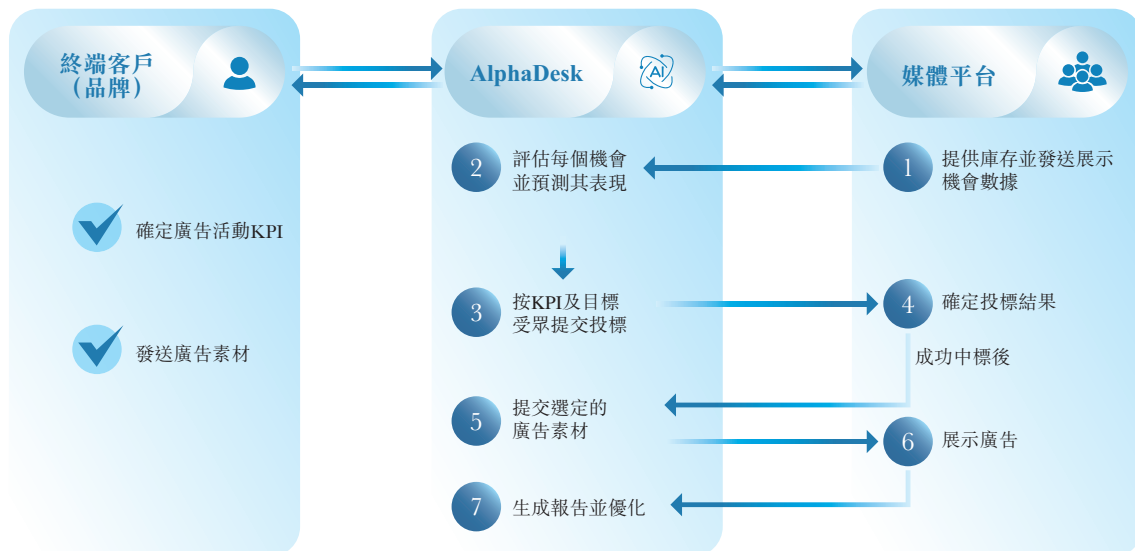 終端客戶
(品牌)
AlphaDesk
AI
媒體平台
1
提供庫存並發送展示
機會數據
2
評估每個機會
並預測其表現
確定廣告活動KPI
3
按KPI及目標
受眾提交投標
4
確定投標結果
發送廣告素材
成功中標後
5
提交選定的
廣告素材
6
展示廣告
7
生成報告並優化